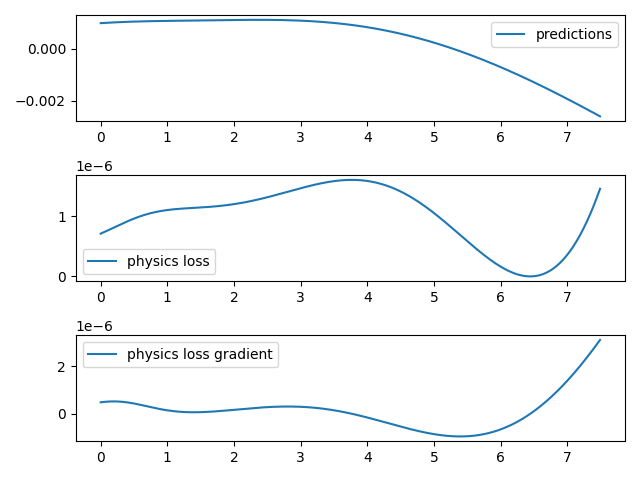 predictions
0.000
−0.002
0 1 2 3 4 5 6 7
1e−6
1
0
physics loss
0 1 2 3 4 5 6 7
1e−6
physics loss gradient
2
0
0 1 2 3 4 5 6 7